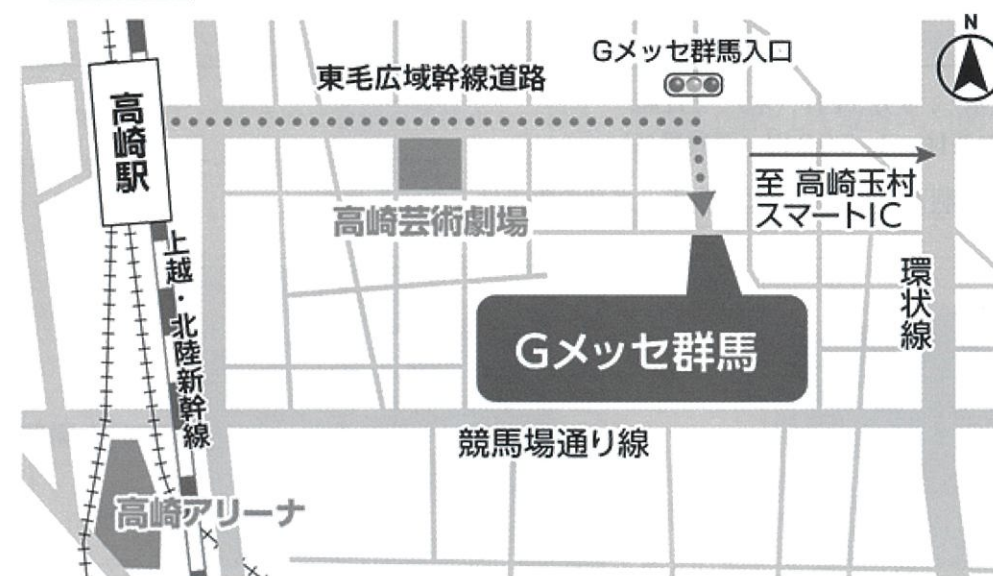 N
Gメッセ群馬入口
東毛広域幹線道路
高崎駅
至 高崎玉村
スマートIC
高崎芸術劇場
上越・北陸新幹線
環状線
Gメッセ群馬
競馬場通り線
高崎アリーナ